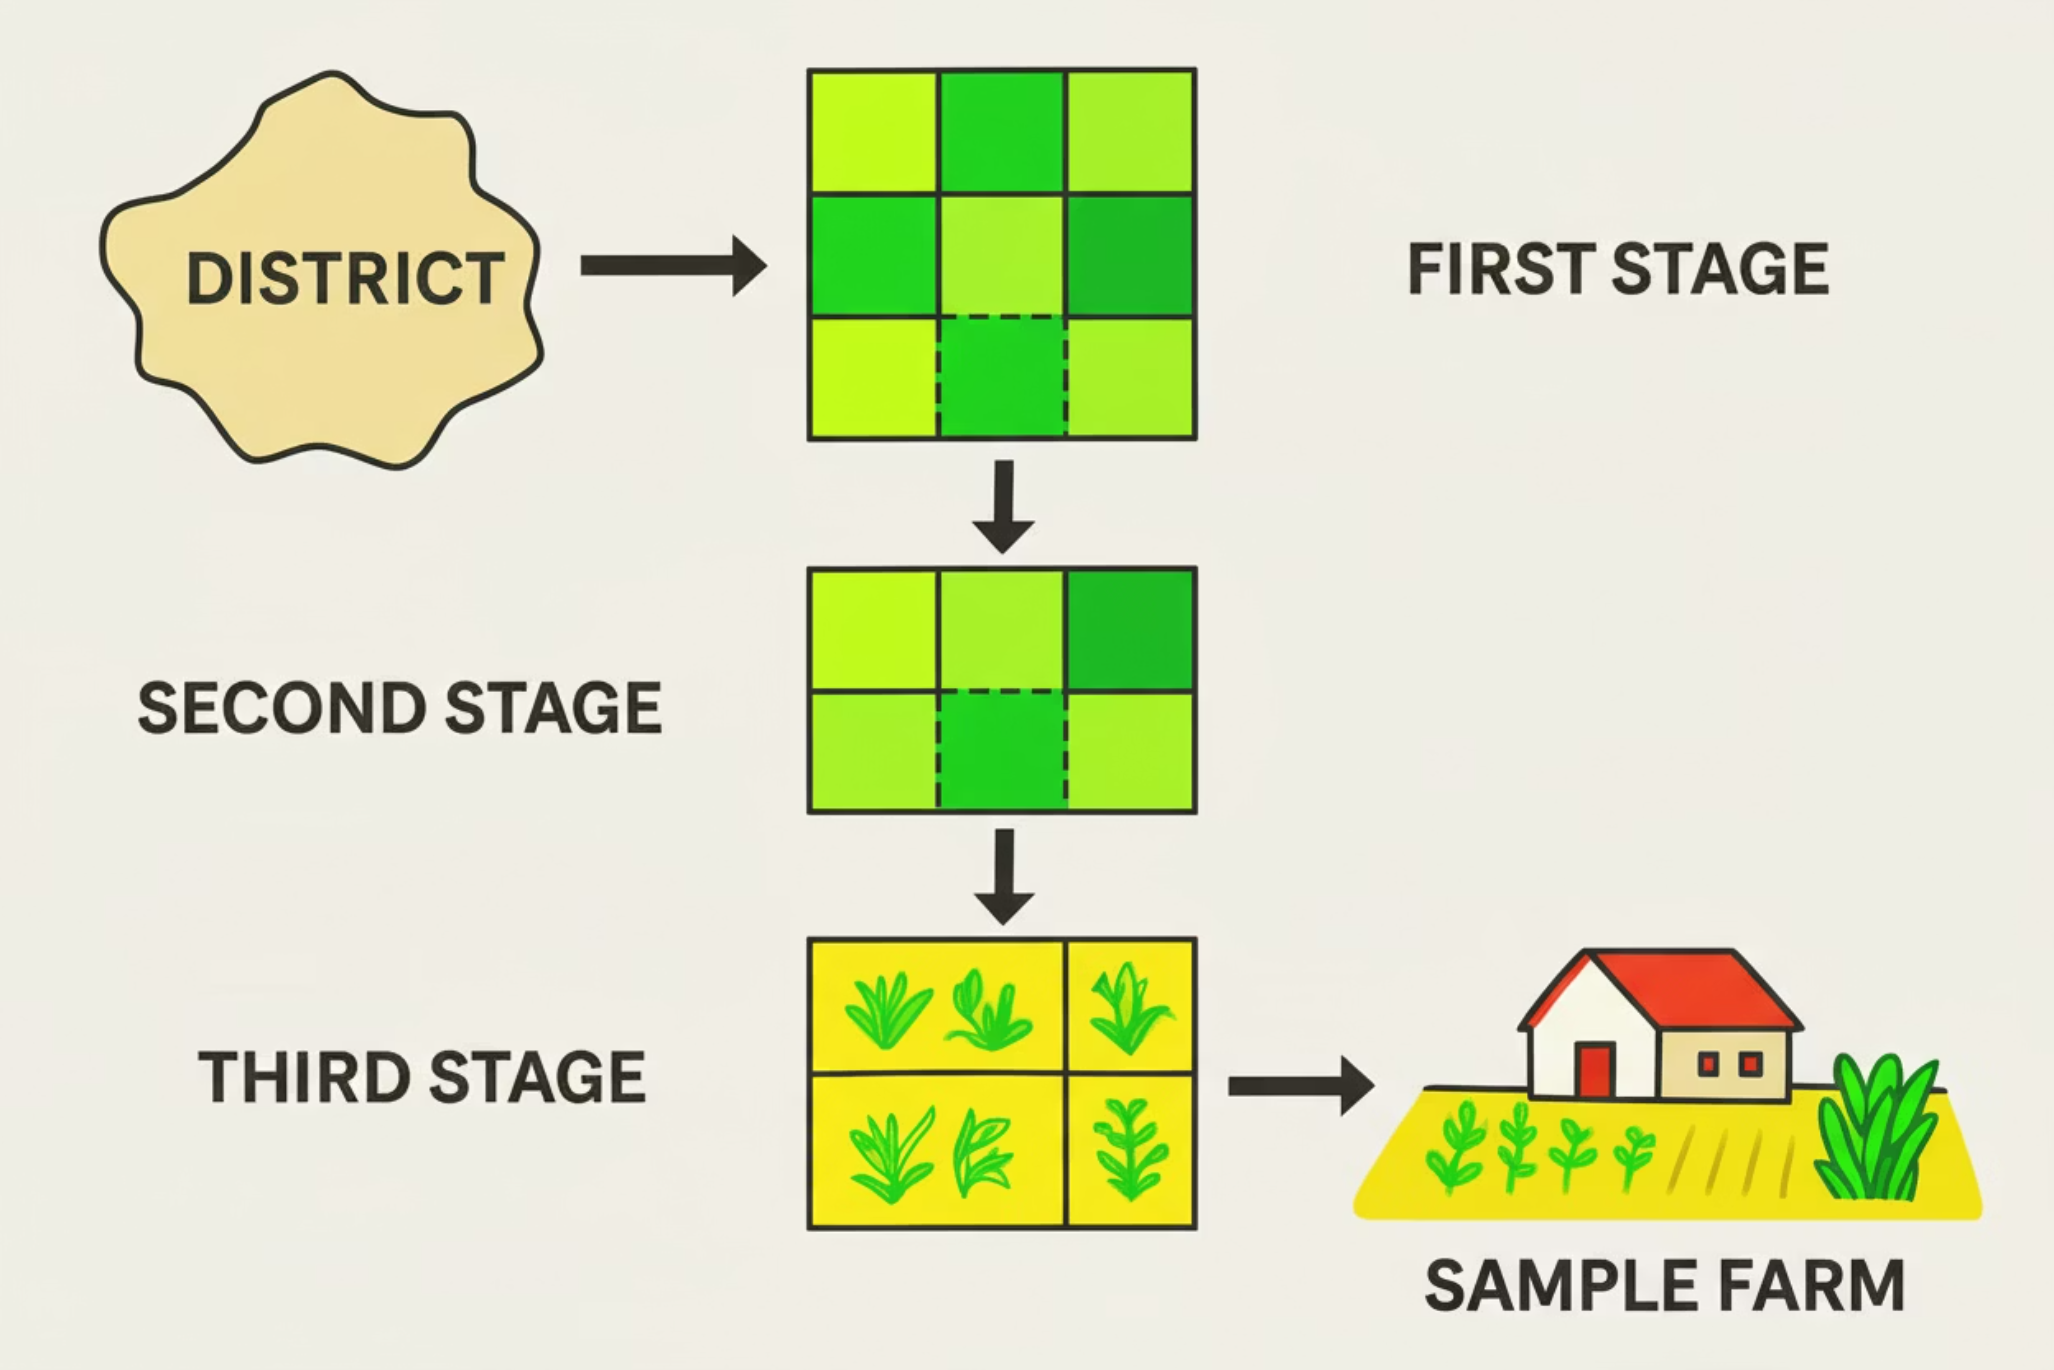 DISTRICT
FIRST STAGE
SECOND STAGE
THIRD STAGE
SAMPLE FARM